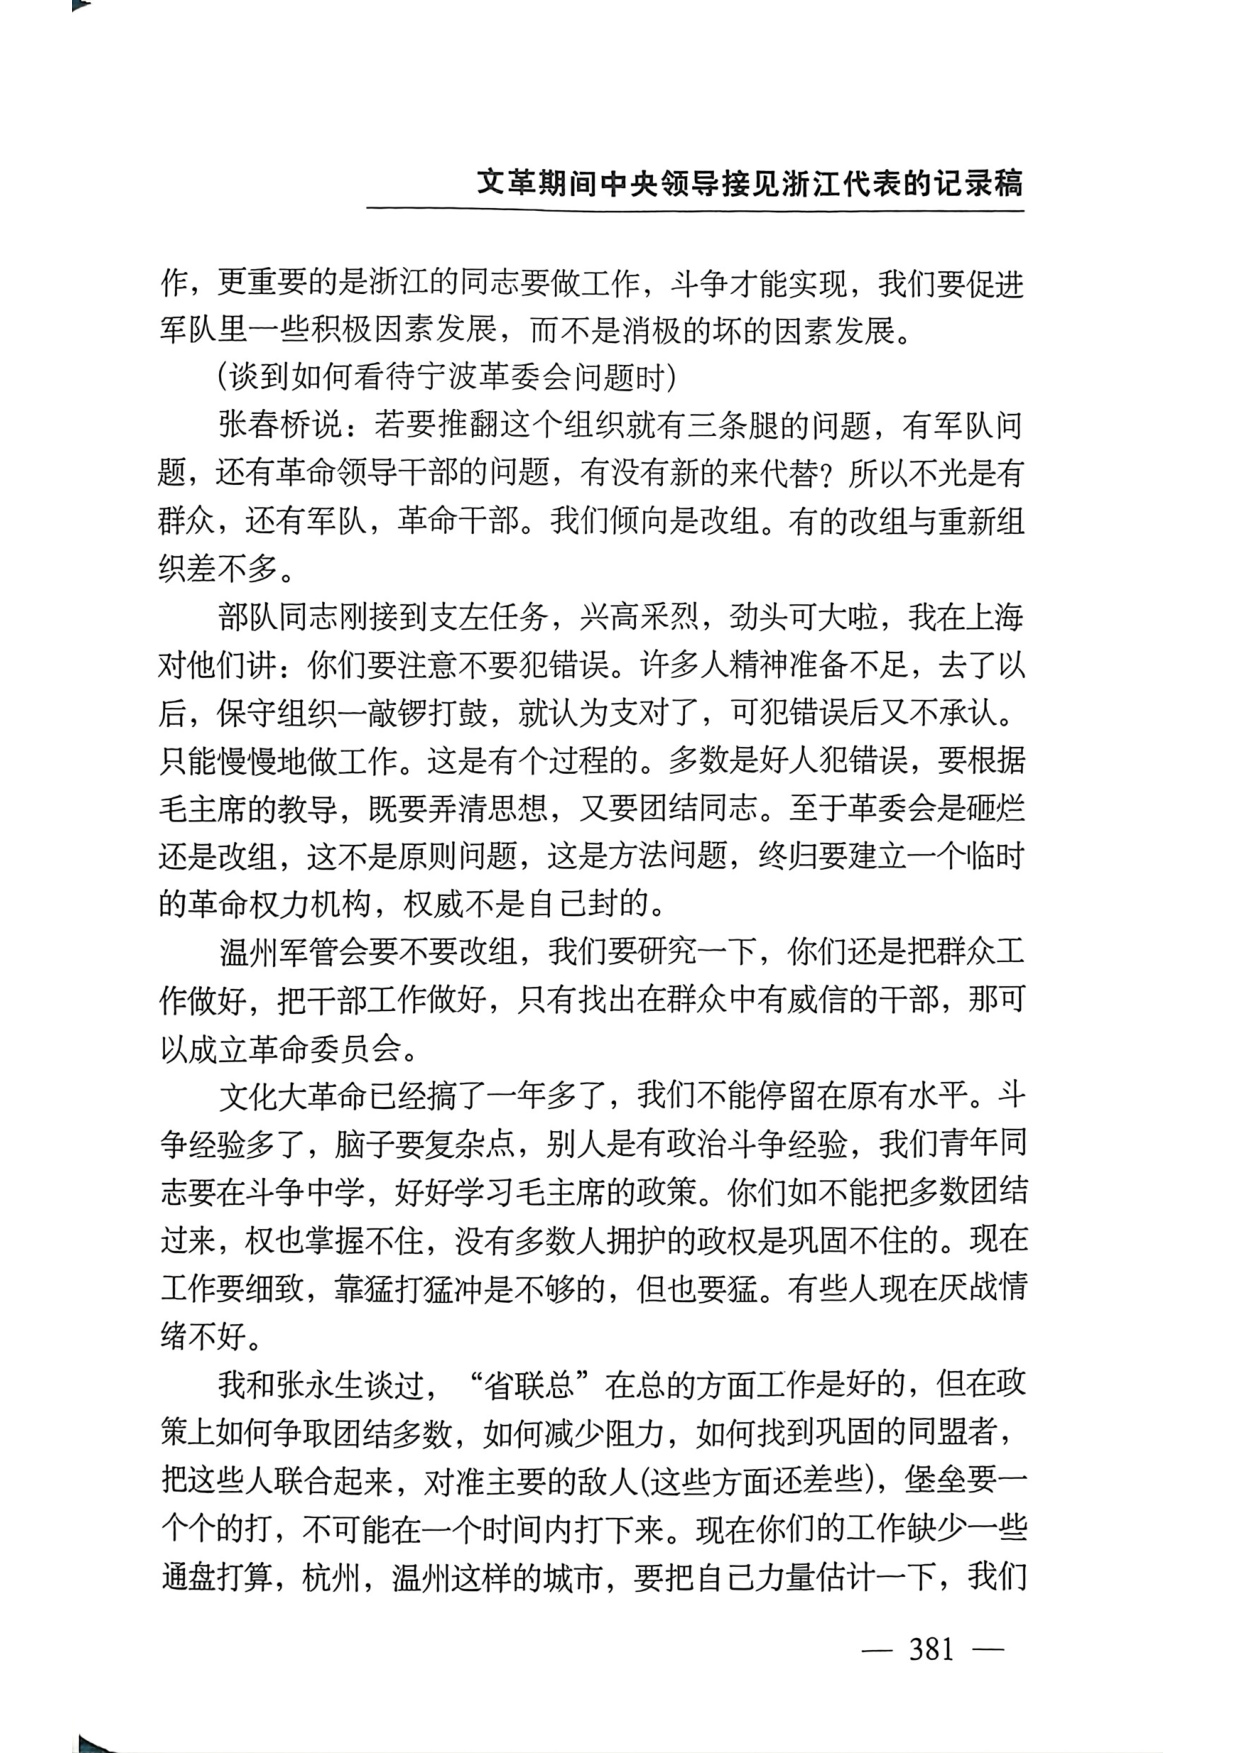 文革期间中央领导接见浙江代表的记录稿
作，更重要的是浙江的同志要做工作，斗争才能实现，我们要促进
军队里一些积极因素发展，而不是消极的坏的因素发展。
(谈到如何看待宁波革委会问题时)
张春桥说：若要推翻这个组织就有三条腿的问题，有军队问
题，还有革命领导干部的问题，有没有新的来代替？所以不光是有
群众，还有军队，革命干部。我们倾向是改组。有的改组与重新组
织差不多。
部队同志刚接到支左任务，兴高采烈，劲头可大啦，我在上海
对他们讲：你们要注意不要犯错误。许多人精神准备不足，去了以
后，保守组织一敲锣打鼓，就认为支对了，可犯错误后又不承认。
只能慢慢地做工作。这是有个过程的。多数是好人犯错误，要根据
毛主席的教导，既要弄清思想，又要团结同志。至于革委会是砸烂
还是改组，这不是原则问题，这是方法问题，终归要建立一个临时
的革命权力机构，权威不是自己封的。
温州军管会要不要改组，我们要研究一下，你们还是把群众工
作做好，把干部工作做好，只有找出在群众中有威信的干部，那可
以成立革命委员会。
文化大革命已经搞了一年多了，我们不能停留在原有水平。斗
争经验多了，脑子要复杂点，别人是有政治斗争经验，我们青年同
志要在斗争中学，好好学习毛主席的政策。你们如不能把多数团结
过来，权也掌握不住，没有多数人拥护的政权是巩固不住的。现在
工作要细致，靠猛打猛冲是不够的，但也要猛。有些人现在厌战情
绪不好。
我和张永生谈过，“省联总”在总的方面工作是好的，但在政
策上如何争取团结多数，如何减少阻力，如何找到巩固的同盟者，
把这些人联合起来，对准主要的敌人(这些方面还差些)，堡垒要一
个个的打，不可能在一个时间内打下来。现在你们的工作缺少一些
通盘打算，杭州，温州这样的城市，要把自己力量估计一下，我们
— 381 —